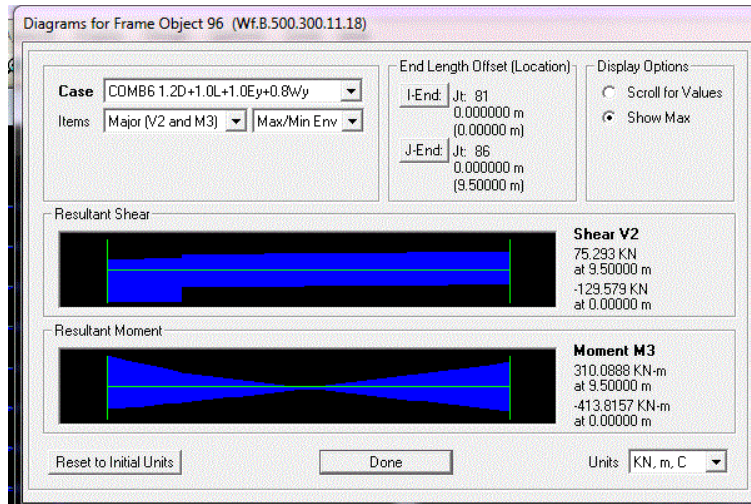 Diagrams for Frame Object 96 (Wf.B.500.300.11.18)
Case COMB6 1.2D+1.0L+1.0Ey+0.8Wy
Items Major (V2 and M3) Max/Min Env
End Length Offset (Location)
I-End: Jt: 81
0.000000 m
(0.00000 m)
J-End: Jt: 86
0.000000 m
(9.50000 m)
Display Options
Scroll for Values
Show Max
Resultant Shear
Shear V2
75.293 KN
at 9.50000 m
-129.579 KN
at 0.00000 m
Resultant Moment
Moment M3
310.0888 KN-m
at 9.50000 m
-413.8157 KN-m
at 0.00000 m
Reset to Initial Units Done Units KN, m, C